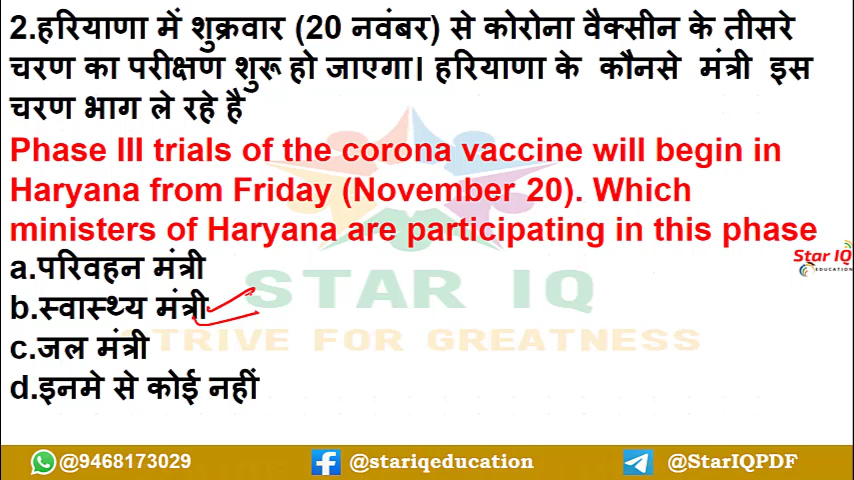 2.हरियाणा में शुक्रवार (20 नवंबर) से कोरोना वैक्सीन के तीसरे
चरण का परीक्षण शुरू हो जाएगा। हरियाणा के कौनसे मंत्री इस
चरण भाग ले रहे है
Phase III trials of the corona vaccine will begin in
Haryana from Friday (November 20). Which
ministers of Haryana are participating in this phase
a.परिवहन मंत्री
Star IQ
EDUCATION
b.स्वास्थ्य मंत्री
STAR IQ
STRIVE FOR GREATNESS
c.जल मंत्री
d.इनमे से कोई नहीं
@9468173029
@stariqeducation
@StarIQPDF